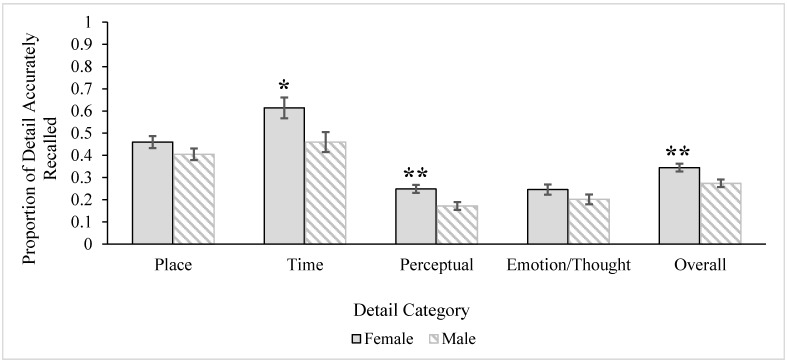 Proportion of Detail Accurately
Recalled
1
0.9
0.8
0.7
0.6
0.5
0.4
0.3
0.2
0.1
0
*
**
**
Place Time Perceptual Emotion/Thought Overall
Detail Category
Female Male